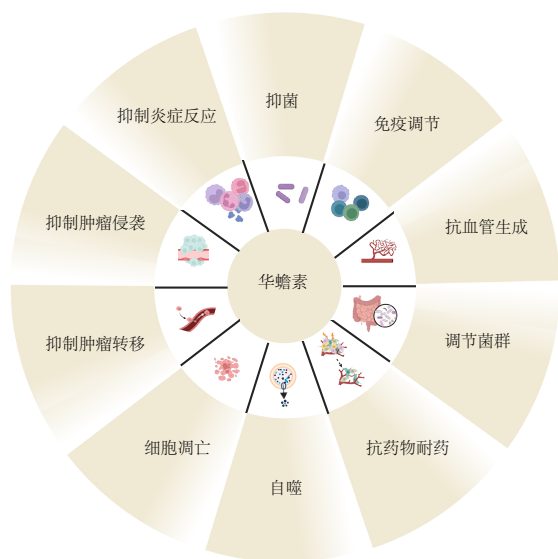 抑菌
免疫调节
抗血管生成
调节菌群
抗药物耐药
自噬
细胞凋亡
抑制肿瘤转移
抑制肿瘤侵袭
抑制炎症反应
华蟾素